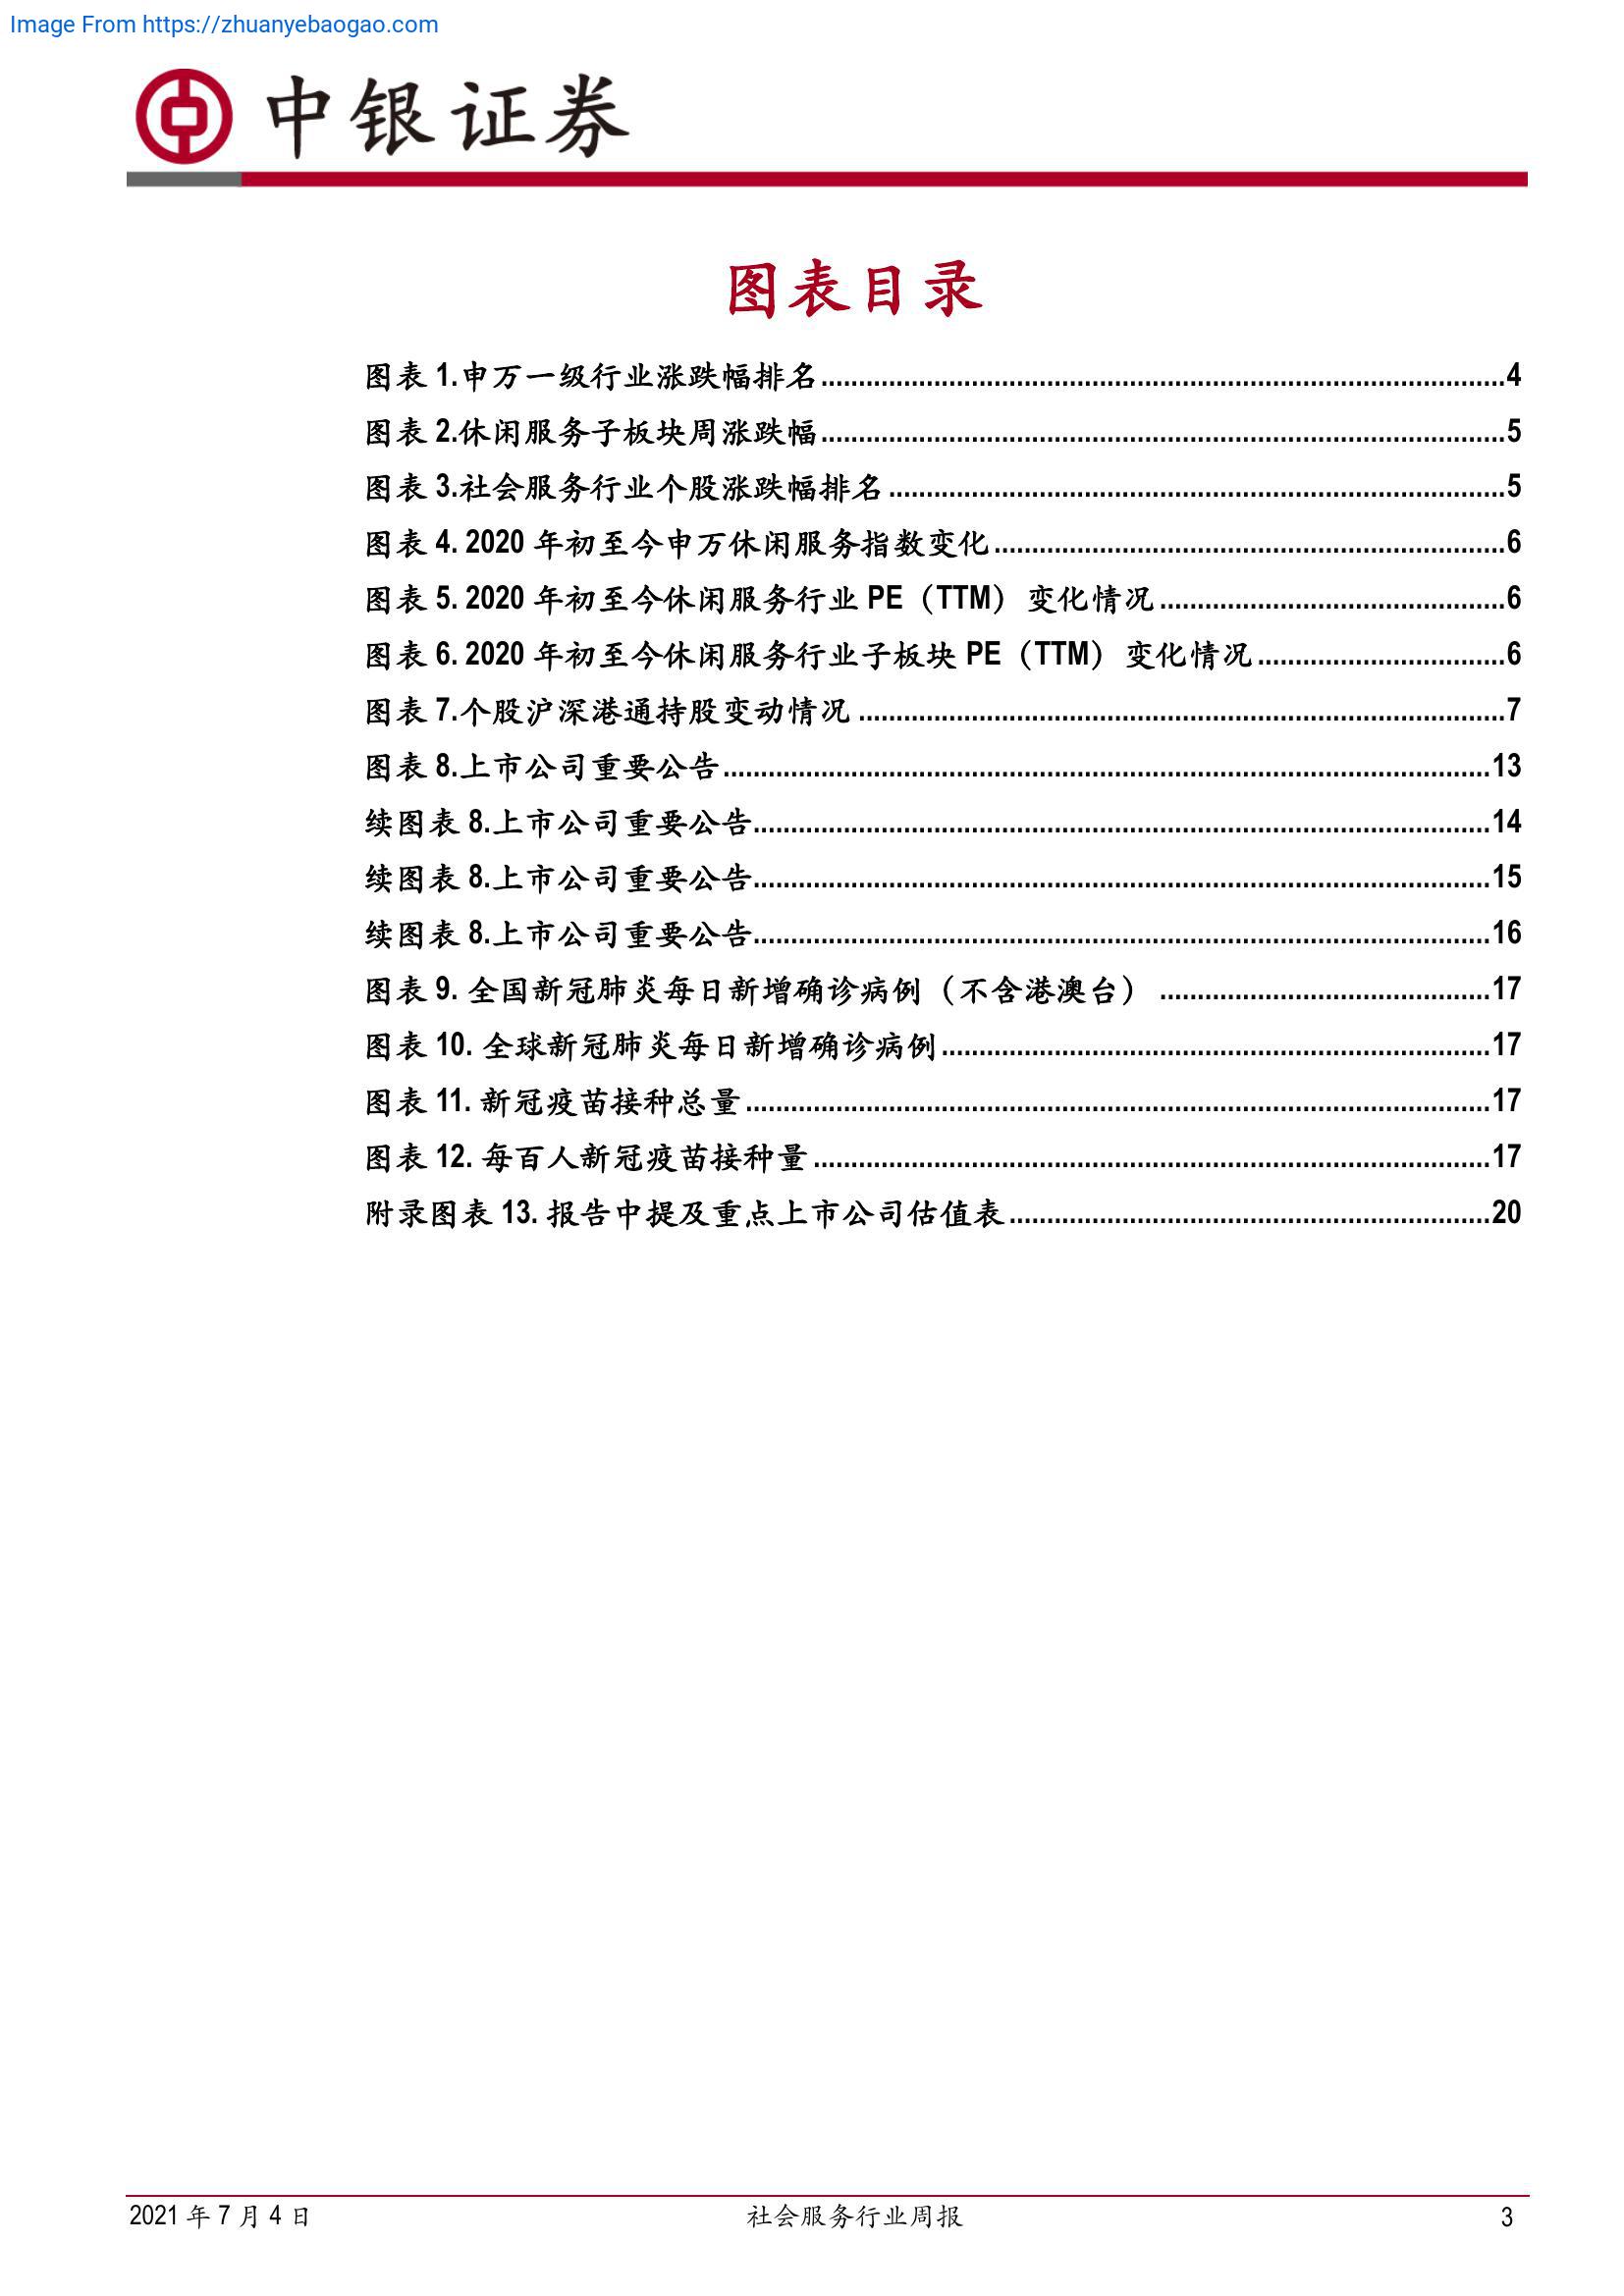 Image From https://zhuanyebaogao.com
中银证券
图表目录
图表 1.申万一级行业涨跌幅排名 4
图表 2.休闲服务子板块周涨跌幅 5
图表 3.社会服务行业个股涨跌幅排名 5
图表 4. 2020 年初至今申万休闲服务指数变化 6
图表 5. 2020 年初至今休闲服务行业 PE（TTM）变化情况 6
图表 6. 2020 年初至今休闲服务行业子板块 PE（TTM）变化情况 6
图表 7.个股沪深港通持股变动情况 7
图表 8.上市公司重要公告 13
续图表 8.上市公司重要公告 14
续图表 8.上市公司重要公告 15
续图表 8.上市公司重要公告 16
图表 9. 全国新冠肺炎每日新增确诊病例（不含港澳台） 17
图表 10. 全球新冠肺炎每日新增确诊病例 17
图表 11. 新冠疫苗接种总量 17
图表 12. 每百人新冠疫苗接种量 17
附录图表 13. 报告中提及重点上市公司估值表 20
2021 年 7 月 4 日 社会服务行业周报 3